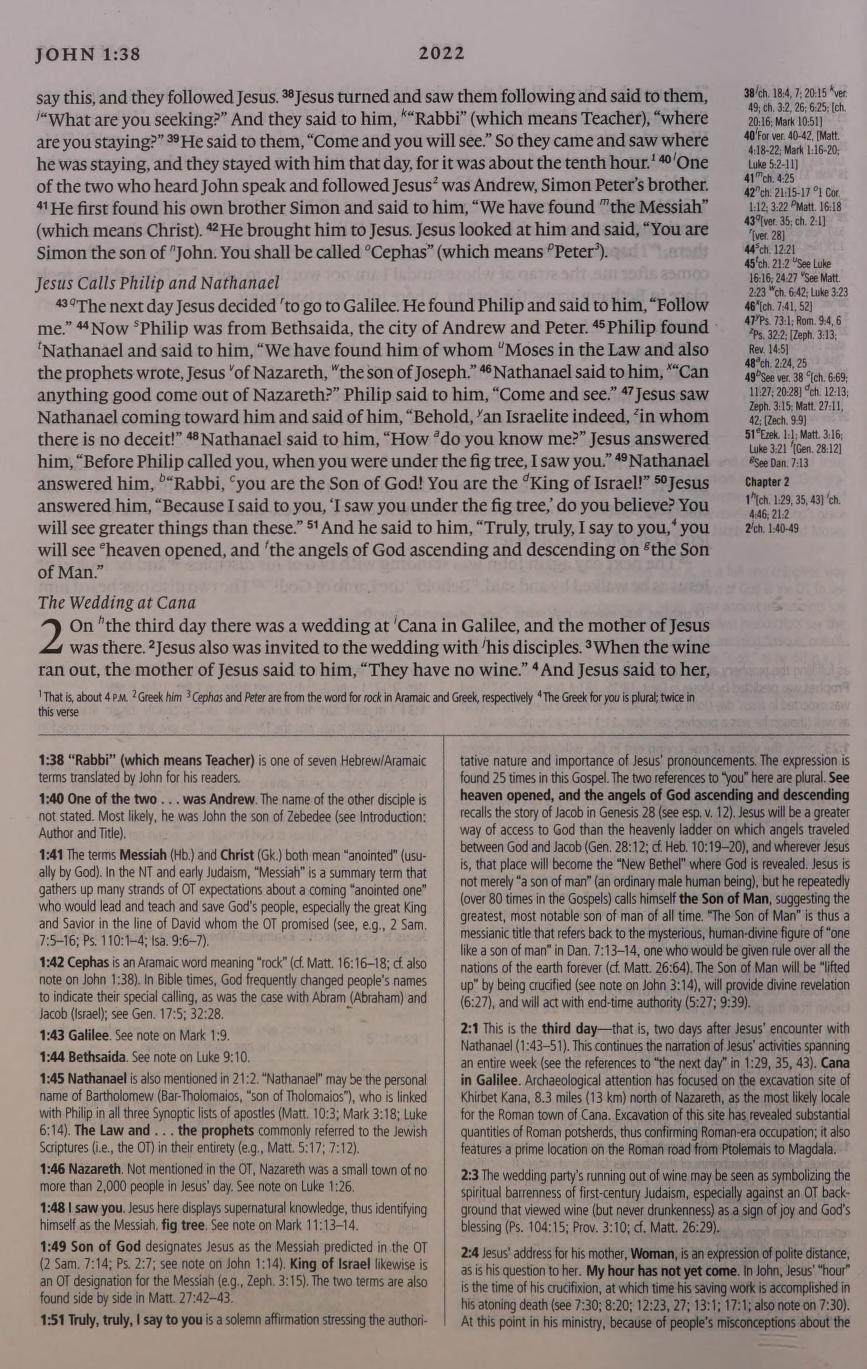 JOHN 1:38
2022
say this, and they followed Jesus. ³⁸Jesus turned and saw them following and said to them,
ʲ“What are you seeking?” And they said to him, ᵏ“Rabbi” (which means Teacher), “where
are you staying?” ³⁹He said to them, “Come and you will see.” So they came and saw where
he was staying, and they stayed with him that day, for it was about the tenth hour.¹ ⁴⁰ˡOne
of the two who heard John speak and followed Jesus² was Andrew, Simon Peter’s brother.
⁴¹He first found his own brother Simon and said to him, “We have found ᵐthe Messiah”
(which means Christ). ⁴²He brought him to Jesus. Jesus looked at him and said, “You are
Simon the son of ⁿJohn. You shall be called ᵒCephas” (which means ᵖPeter³).
Jesus Calls Philip and Nathanael
⁴³ ᑫThe next day Jesus decided ʳto go to Galilee. He found Philip and said to him, “Follow
me.” ⁴⁴Now ˢPhilip was from Bethsaida, the city of Andrew and Peter. ⁴⁵Philip found
ᵗNathanael and said to him, “We have found him of whom ᵘMoses in the Law and also
the prophets wrote, Jesus ᵛof Nazareth, ʷthe son of Joseph.” ⁴⁶Nathanael said to him, ˣ“Can
anything good come out of Nazareth?” Philip said to him, “Come and see.” ⁴⁷Jesus saw
Nathanael coming toward him and said of him, “Behold, ʸan Israelite indeed, ᶻin whom
there is no deceit!” ⁴⁸Nathanael said to him, “How ᵃdo you know me?” Jesus answered
him, “Before Philip called you, when you were under the fig tree, I saw you.” ⁴⁹Nathanael
answered him, ᵇ“Rabbi, ᶜyou are the Son of God! You are the ᵈKing of Israel!” ⁵⁰Jesus
answered him, “Because I said to you, ‘I saw you under the fig tree,’ do you believe? You
will see greater things than these.” ⁵¹And he said to him, “Truly, truly, I say to you,⁴ you
will see ᵉheaven opened, and ᶠthe angels of God ascending and descending on ᵍthe Son
of Man.”
The Wedding at Cana
2 On ʰthe third day there was a wedding at ⁱCana in Galilee, and the mother of Jesus
was there. ²Jesus also was invited to the wedding with ʲhis disciples. ³When the wine
ran out, the mother of Jesus said to him, “They have no wine.” ⁴And Jesus said to her,
¹That is, about 4 P.M. ²Greek him ³Cephas and Peter are from the word for rock in Aramaic and Greek, respectively ⁴The Greek for you is plural; twice in
this verse
38ʲch. 18:4, 7; 20:15 ᵏver.
49; ch. 3:2, 26; 6:25; [ch.
20:16; Mark 10:51]
40ˡFor ver. 40-42, [Matt.
4:18-22; Mark 1:16-20;
Luke 5:2-11]
41ᵐch. 4:25
42ⁿch. 21:15-17 ᵒ1 Cor.
1:12; 3:22 ᵖMatt. 16:18
43ᑫ[ver. 35; ch. 2:1]
ʳ[ver. 28]
44ˢch. 12:21
45ᵗch. 21:2 ᵘSee Luke
16:16; 24:27 ᵛSee Matt.
2:23 ʷch. 6:42; Luke 3:23
46ˣ[ch. 7:41, 52]
47ʸPs. 73:1; Rom. 9:4, 6
ᶻPs. 32:2; [Zeph. 3:13;
Rev. 14:5]
48ᵃch. 2:24, 25
49ᵇSee ver. 38 ᶜ[ch. 6:69;
11:27; 20:28] ᵈch. 12:13;
Zeph. 3:15; Matt. 27:11,
42; [Zech. 9:9]
51ᵉEzek. 1:1; Matt. 3:16;
Luke 3:21 ᶠ[Gen. 28:12]
ᵍSee Dan. 7:13
Chapter 2
1ʰ[ch. 1:29, 35, 43] ⁱch.
4:46; 21:2
2ʲch. 1:40-49
1:38 “Rabbi” (which means Teacher) is one of seven Hebrew/Aramaic
terms translated by John for his readers.
1:40 One of the two . . . was Andrew. The name of the other disciple is
not stated. Most likely, he was John the son of Zebedee (see Introduction:
Author and Title).
1:41 The terms Messiah (Hb.) and Christ (Gk.) both mean “anointed” (usu-
ally by God). In the NT and early Judaism, “Messiah” is a summary term that
gathers up many strands of OT expectations about a coming “anointed one”
who would lead and teach and save God’s people, especially the great King
and Savior in the line of David whom the OT promised (see, e.g., 2 Sam.
7:5–16; Ps. 110:1–4; Isa. 9:6–7).
1:42 Cephas is an Aramaic word meaning “rock” (cf. Matt. 16:16–18; cf. also
note on John 1:38). In Bible times, God frequently changed people’s names
to indicate their special calling, as was the case with Abram (Abraham) and
Jacob (Israel); see Gen. 17:5; 32:28.
1:43 Galilee. See note on Mark 1:9.
1:44 Bethsaida. See note on Luke 9:10.
1:45 Nathanael is also mentioned in 21:2. “Nathanael” may be the personal
name of Bartholomew (Bar-Tholomaios, “son of Tholomaios”), who is linked
with Philip in all three Synoptic lists of apostles (Matt. 10:3; Mark 3:18; Luke
6:14). The Law and . . . the prophets commonly referred to the Jewish
Scriptures (i.e., the OT) in their entirety (e.g., Matt. 5:17; 7:12).
1:46 Nazareth. Not mentioned in the OT, Nazareth was a small town of no
more than 2,000 people in Jesus’ day. See note on Luke 1:26.
1:48 I saw you. Jesus here displays supernatural knowledge, thus identifying
himself as the Messiah. fig tree. See note on Mark 11:13–14.
1:49 Son of God designates Jesus as the Messiah predicted in the OT
(2 Sam. 7:14; Ps. 2:7; see note on John 1:14). King of Israel likewise is
an OT designation for the Messiah (e.g., Zeph. 3:15). The two terms are also
found side by side in Matt. 27:42–43.
1:51 Truly, truly, I say to you is a solemn affirmation stressing the authori-
tative nature and importance of Jesus’ pronouncements. The expression is
found 25 times in this Gospel. The two references to “you” here are plural. See
heaven opened, and the angels of God ascending and descending
recalls the story of Jacob in Genesis 28 (see esp. v. 12). Jesus will be a greater
way of access to God than the heavenly ladder on which angels traveled
between God and Jacob (Gen. 28:12; cf. Heb. 10:19–20), and wherever Jesus
is, that place will become the “New Bethel” where God is revealed. Jesus is
not merely “a son of man” (an ordinary male human being), but he repeatedly
(over 80 times in the Gospels) calls himself the Son of Man, suggesting the
greatest, most notable son of man of all time. “The Son of Man” is thus a
messianic title that refers back to the mysterious, human-divine figure of “one
like a son of man” in Dan. 7:13–14, one who would be given rule over all the
nations of the earth forever (cf. Matt. 26:64). The Son of Man will be “lifted
up” by being crucified (see note on John 3:14), will provide divine revelation
(6:27), and will act with end-time authority (5:27; 9:39).
2:1 This is the third day—that is, two days after Jesus’ encounter with
Nathanael (1:43–51). This continues the narration of Jesus’ activities spanning
an entire week (see the references to “the next day” in 1:29, 35, 43). Cana
in Galilee. Archaeological attention has focused on the excavation site of
Khirbet Kana, 8.3 miles (13 km) north of Nazareth, as the most likely locale
for the Roman town of Cana. Excavation of this site has revealed substantial
quantities of Roman potsherds, thus confirming Roman-era occupation; it also
features a prime location on the Roman road from Ptolemais to Magdala.
2:3 The wedding party’s running out of wine may be seen as symbolizing the
spiritual barrenness of first-century Judaism, especially against an OT back-
ground that viewed wine (but never drunkenness) as a sign of joy and God’s
blessing (Ps. 104:15; Prov. 3:10; cf. Matt. 26:29).
2:4 Jesus’ address for his mother, Woman, is an expression of polite distance,
as is his question to her. My hour has not yet come. In John, Jesus’ “hour”
is the time of his crucifixion, at which time his saving work is accomplished in
his atoning death (see 7:30; 8:20; 12:23, 27; 13:1; 17:1; also note on 7:30).
At this point in his ministry, because of people’s misconceptions about the